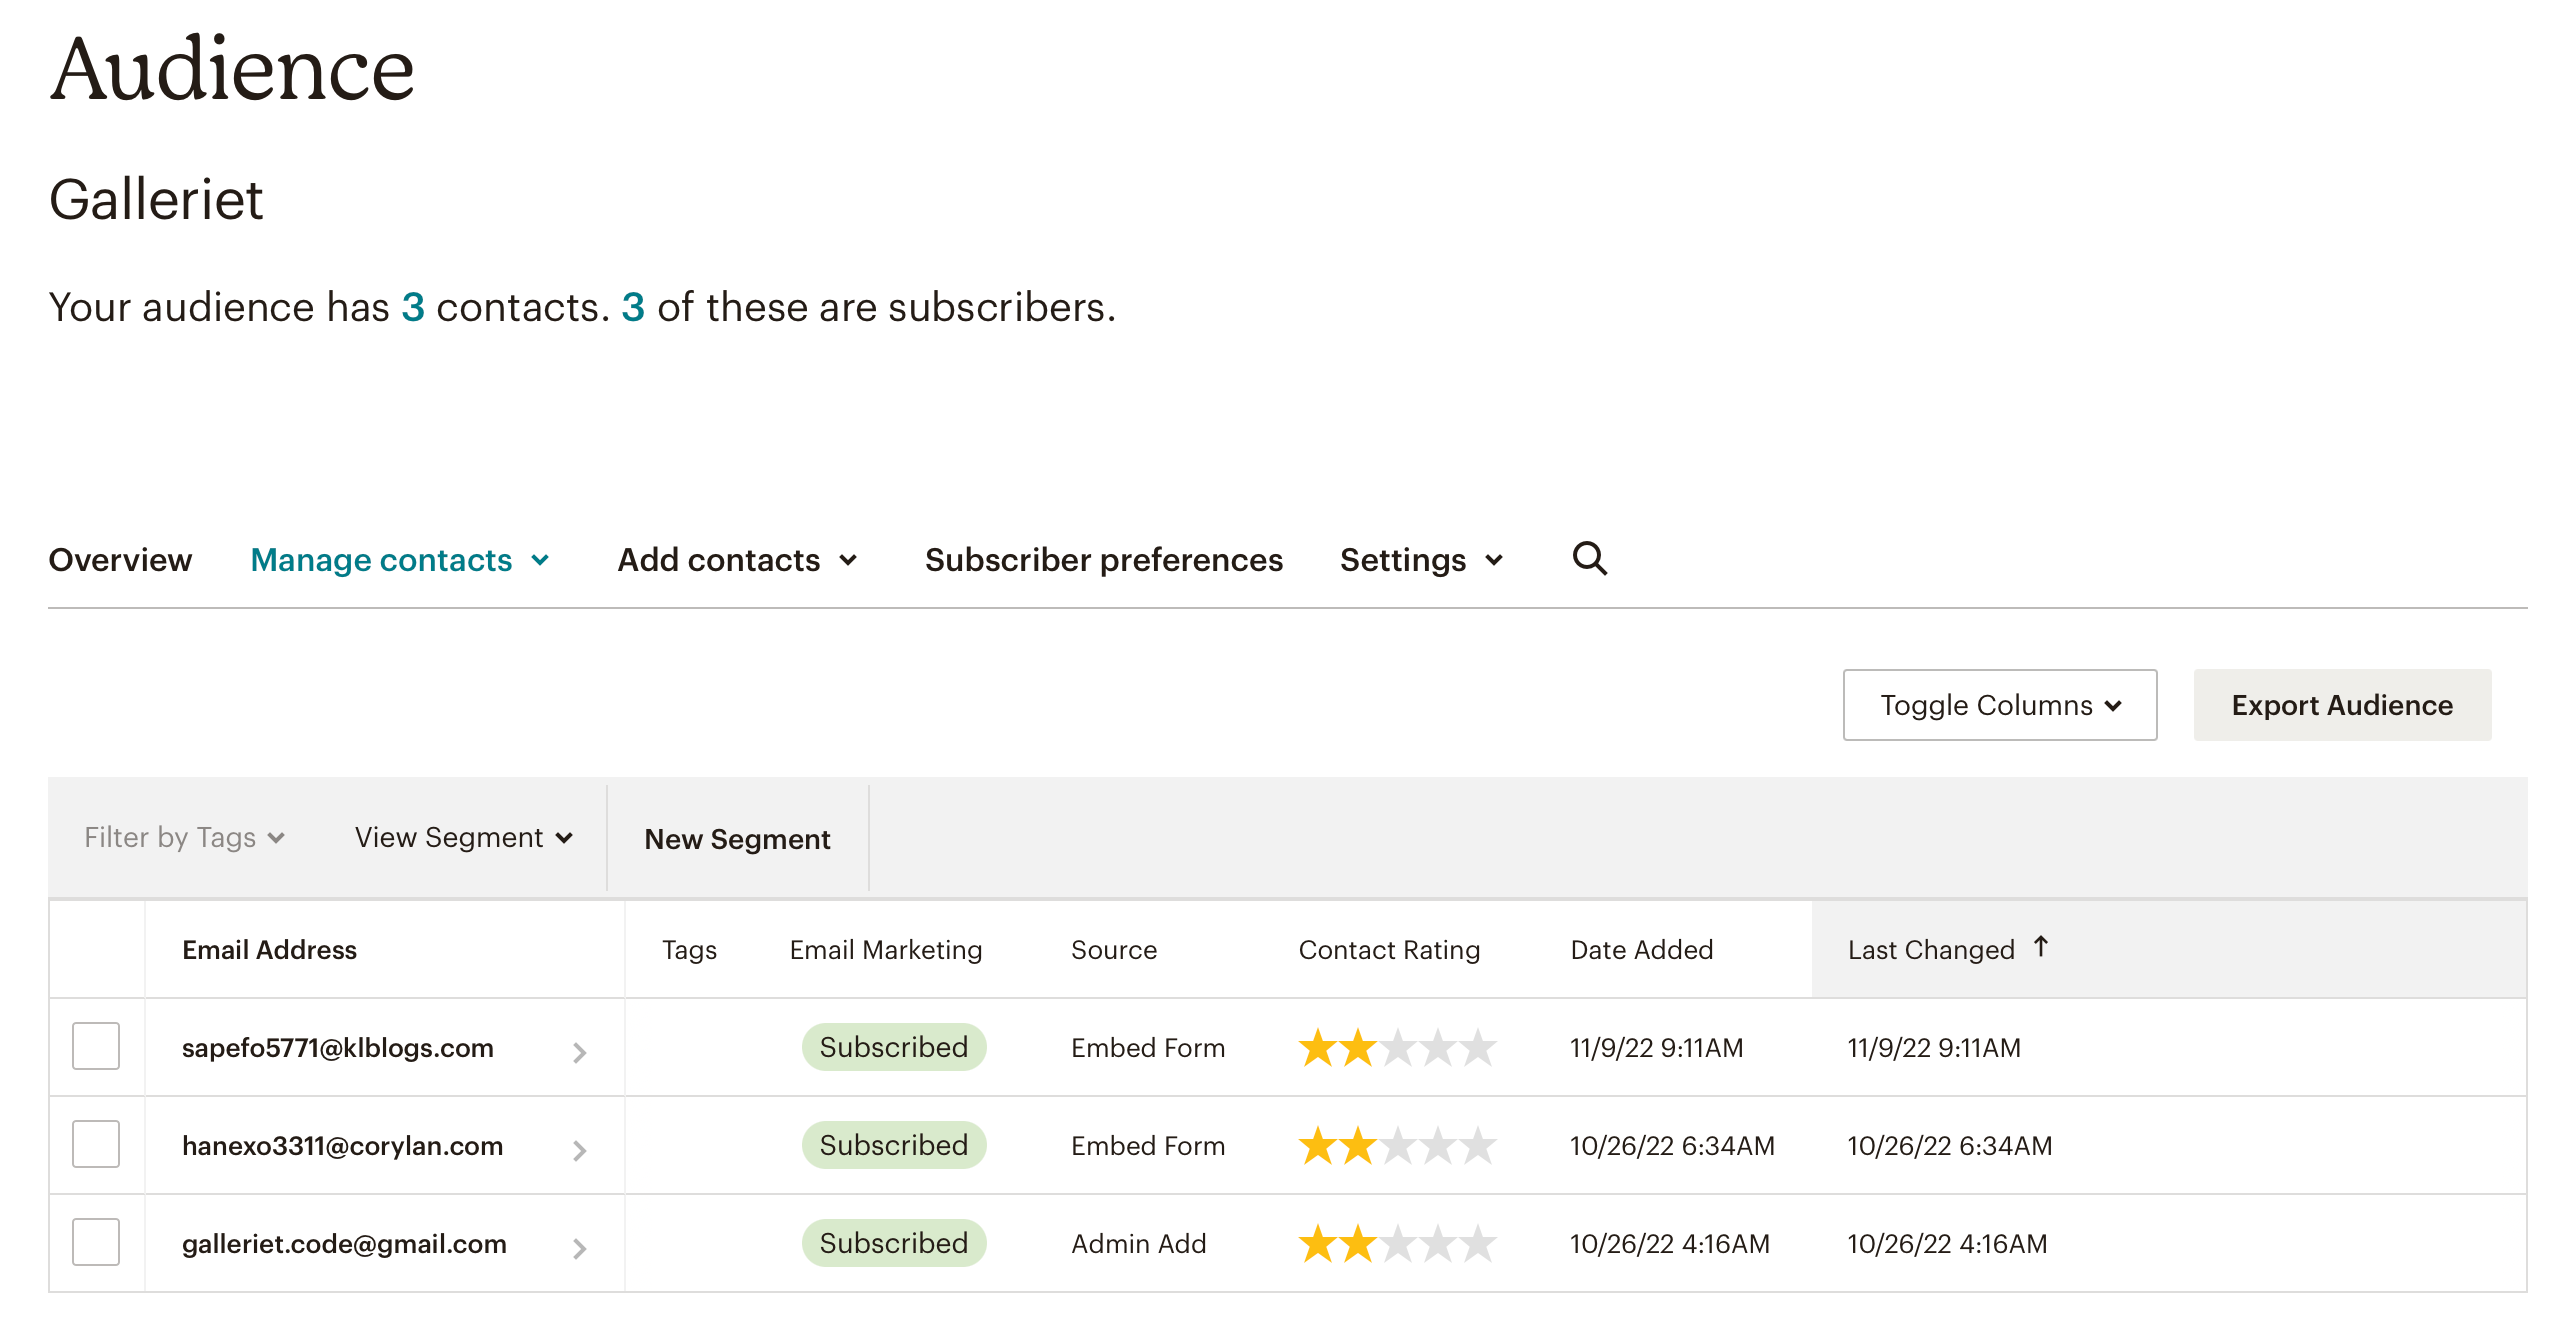 Audience
Galleriet
Your audience has 3 contacts. 3 of these are subscribers.
Overview Manage contacts Add contacts Subscriber preferences Settings
Toggle Columns Export Audience
Filter by Tags View Segment New Segment
Email Address Tags Email Marketing Source Contact Rating Date Added Last Changed ↑
sapefo5771@klblogs.com Subscribed Embed Form 11/9/22 9:11AM 11/9/22 9:11AM
hanexo3311@corylan.com Subscribed Embed Form 10/26/22 6:34AM 10/26/22 6:34AM
galleriet.code@gmail.com Subscribed Admin Add 10/26/22 4:16AM 10/26/22 4:16AM